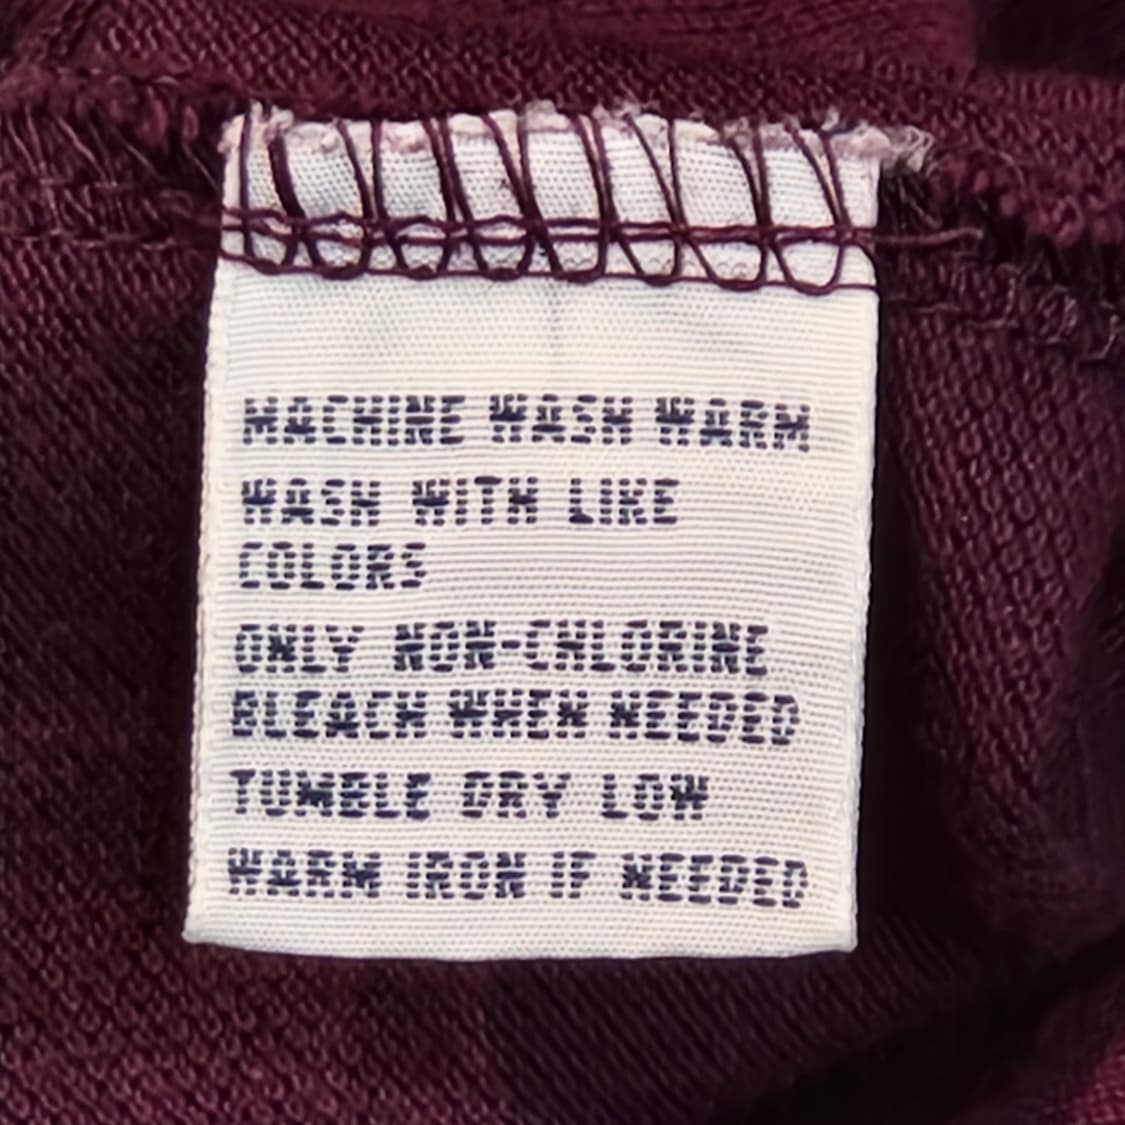 MACHINE WASH WARM
WASH WITH LIKE
COLORS
ONLY NON-CHLORINE
BLEACH WHEN NEEDED
TUMBLE DRY LOW
WARM IRON IF NEEDED